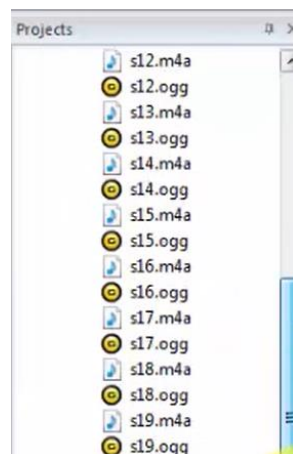 Projects
s12.m4a
s12.ogg
s13.m4a
s13.ogg
s14.m4a
s14.ogg
s15.m4a
s15.ogg
s16.m4a
s16.ogg
s17.m4a
s17.ogg
s18.m4a
s18.ogg
s19.m4a
s19.ogg